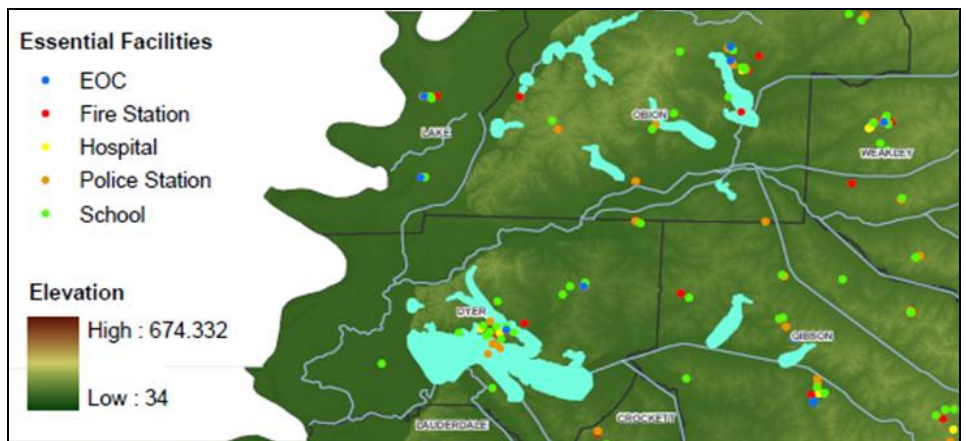 Essential Facilities
EOC
Fire Station
Hospital
Police Station
School
Elevation
High : 674.332
Low : 34
LAKE
OBION
WEAKLEY
DYER
GIBSON
LAUDERDALE
CROCKETT